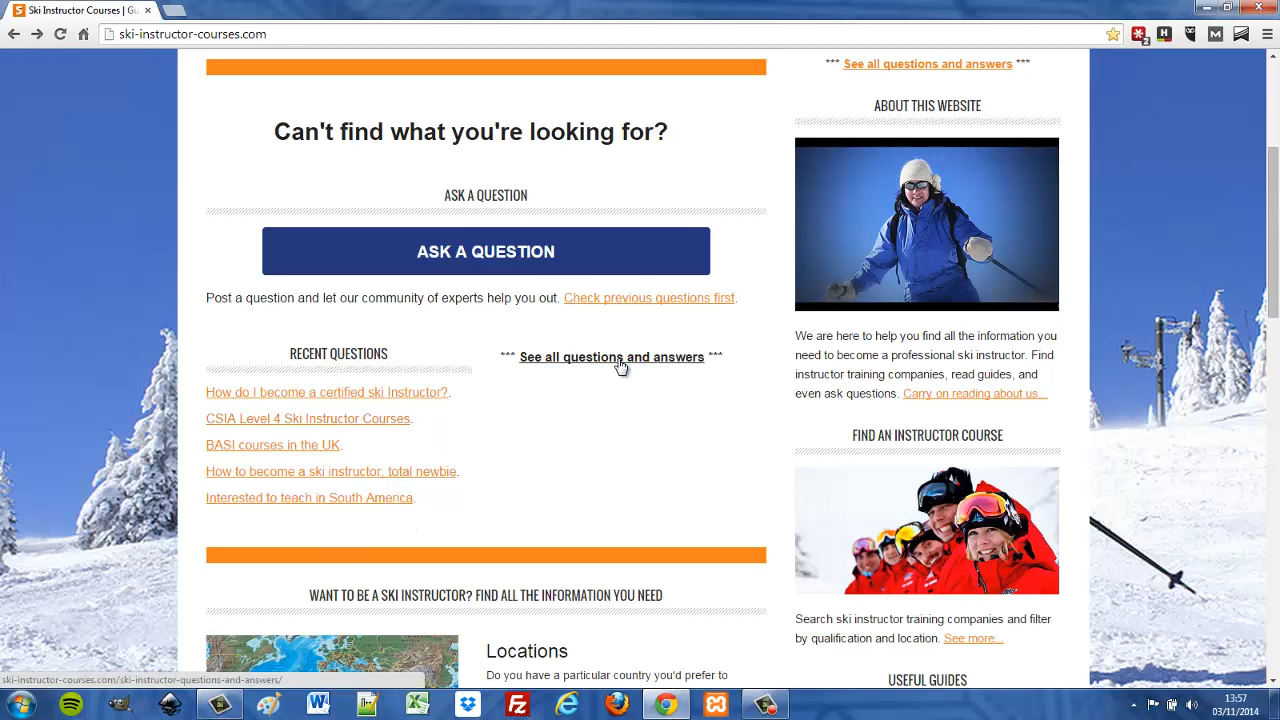 Ski Instructor Courses | Gu
ski-instructor-courses.com
*** See all questions and answers ***
ABOUT THIS WEBSITE
Can't find what you're looking for?
ASK A QUESTION
ASK A QUESTION
Post a question and let our community of experts help you out. Check previous questions first.
RECENT QUESTIONS
*** See all questions and answers ***
How do I become a certified ski Instructor?.
CSIA Level 4 Ski Instructor Courses.
BASI courses in the UK.
How to become a ski instructor, total newbie.
Interested to teach in South America.
We are here to help you find all the information you
need to become a professional ski instructor. Find
instructor training companies, read guides, and
even ask questions. Carry on reading about us...
FIND AN INSTRUCTOR COURSE
Search ski instructor training companies and filter
by qualification and location. See more...
USEFUL GUIDES
WANT TO BE A SKI INSTRUCTOR? FIND ALL THE INFORMATION YOU NEED
Locations
Do you have a particular country you'd prefer to
ski-instructor-courses.com/ski-instructor-questions-and-answers/
13:57
03/11/2014